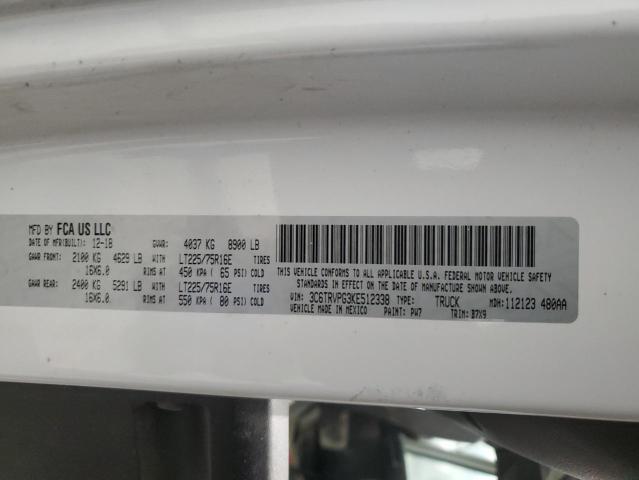 MFD BY FCA US LLC
DATE OF MFR(BUILT): 12-18 GVWR: 4037 KG 8900 LB
GAWR FRONT: 2100 KG 4629 LB WITH LT225/75R16E TIRES
16X6.0 RIMS AT 450 KPA ( 65 PSI) COLD
GAWR REAR: 2400 KG 5291 LB WITH LT225/75R16E TIRES
16X6.0 RIMS AT 550 KPA ( 80 PSI) COLD
THIS VEHICLE CONFORMS TO ALL APPLICABLE U.S.A. FEDERAL MOTOR VEHICLE SAFETY
STANDARDS IN EFFECT ON THE DATE OF MANUFACTURE SHOWN ABOVE.
VIN: 3C6TRVPG3KE512338 TYPE: TRUCK MDH: 112123 480AA
VEHICLE MADE IN MEXICO PAINT: PW7 TRIM: B7X9